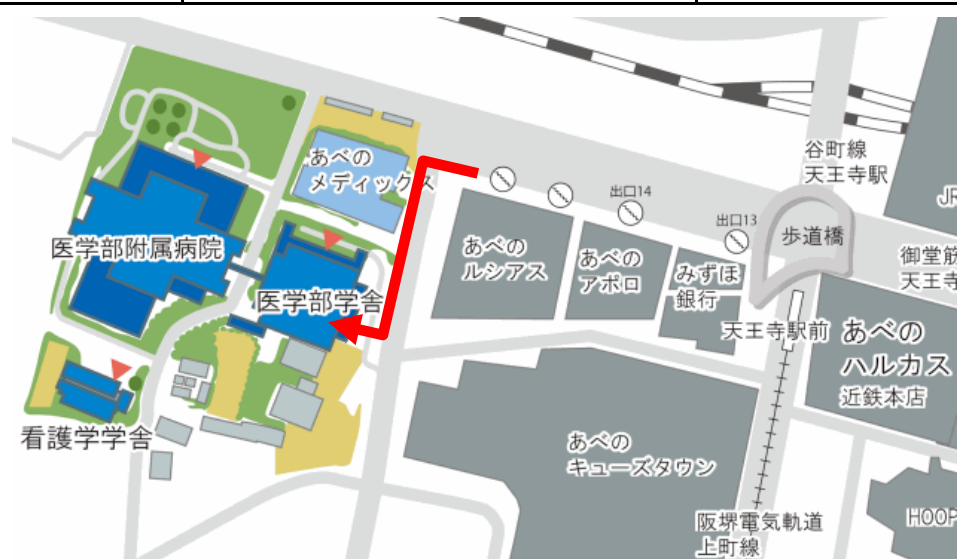 谷町線
天王寺駅
JR
あべの
メディックス
出口14
出口13
歩道橋
御堂筋
天王寺
医学部附属病院
あべの
ルシアス
あべの
アポロ
みずほ
銀行
医学部学舎
天王寺駅前
あべの
ハルカス
近鉄本店
看護学学舎
あべの
キューズタウン
阪堺電気軌道
上町線
HOOP